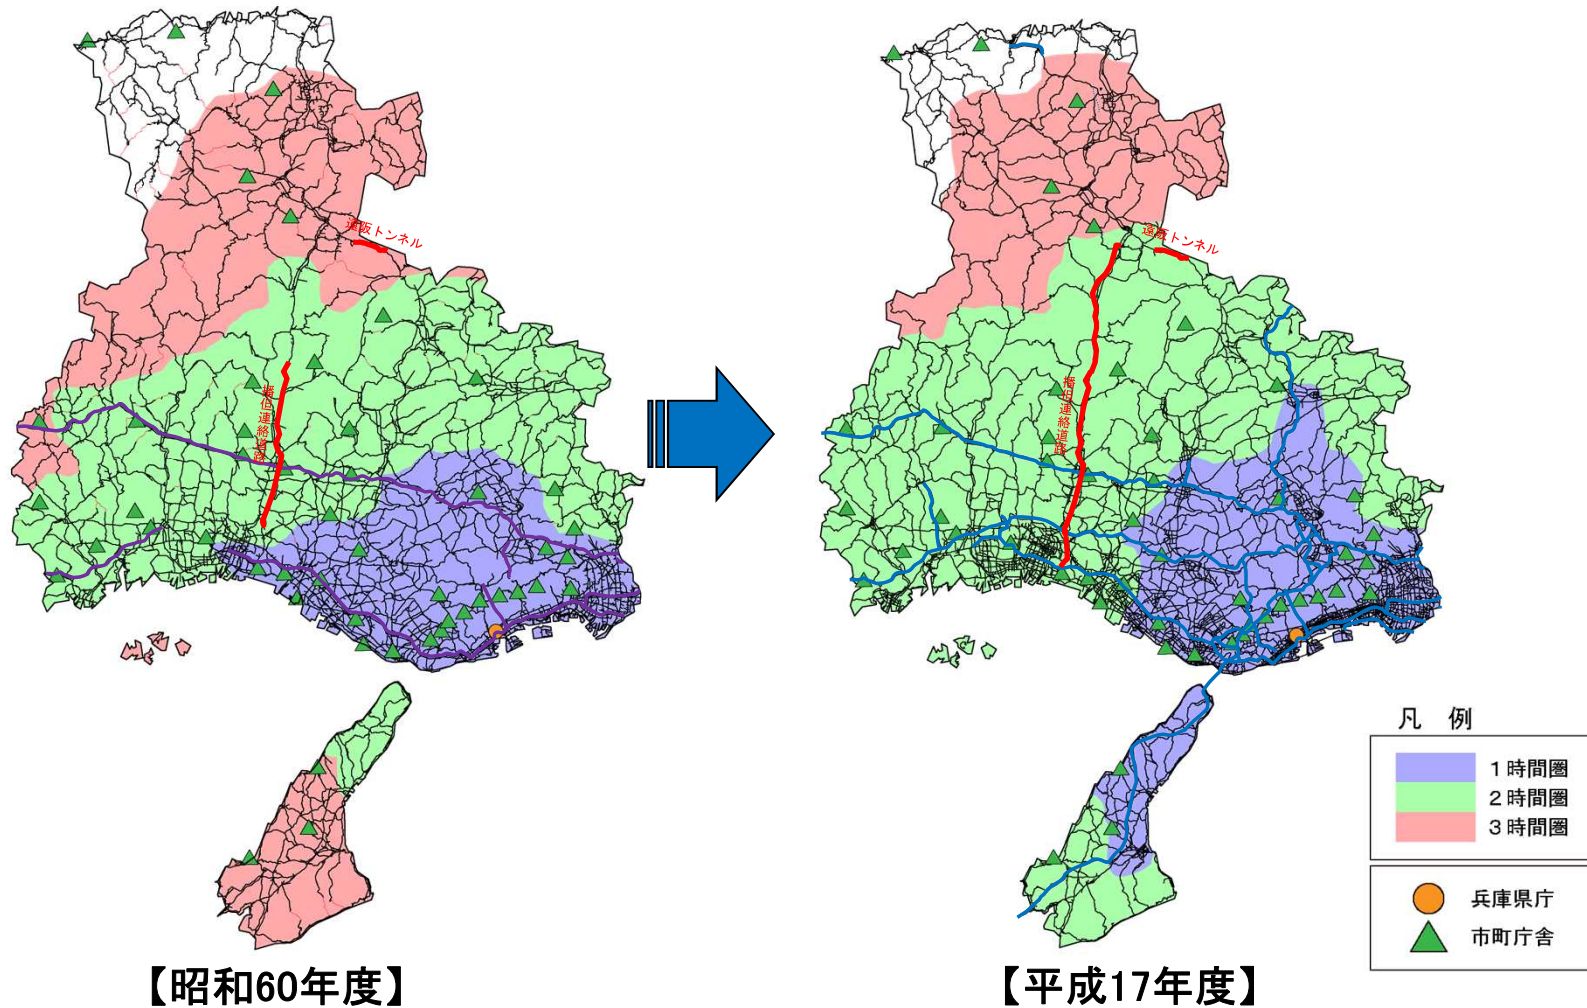 遠阪トンネル
播但連絡道路
遠阪トンネル
播但連絡道路
凡 例
1時間圏
2時間圏
3時間圏
兵庫県庁
市町庁舎
【昭和60年度】
【平成17年度】